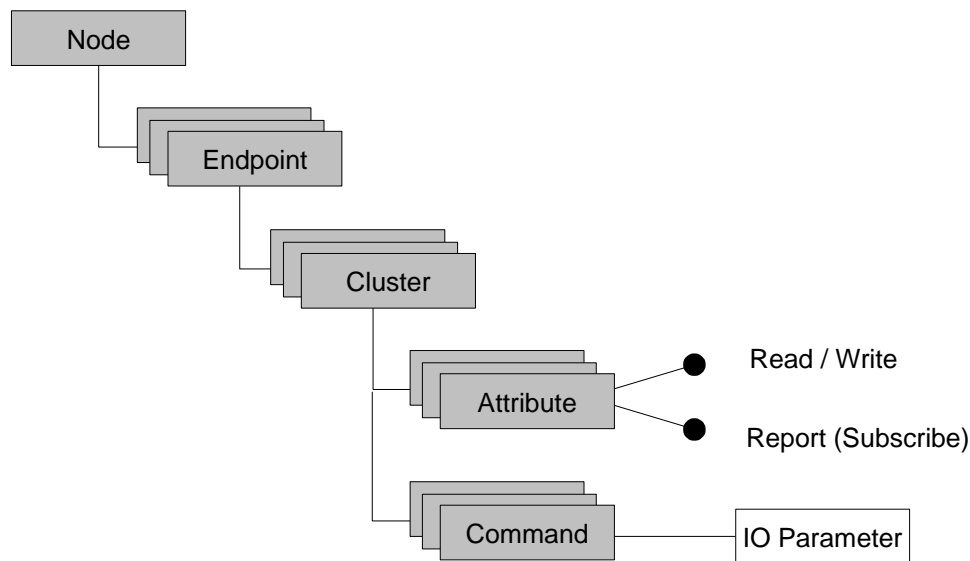 Node
Endpoint
Cluster
Attribute
Read / Write
Report (Subscribe)
Command
IO Parameter